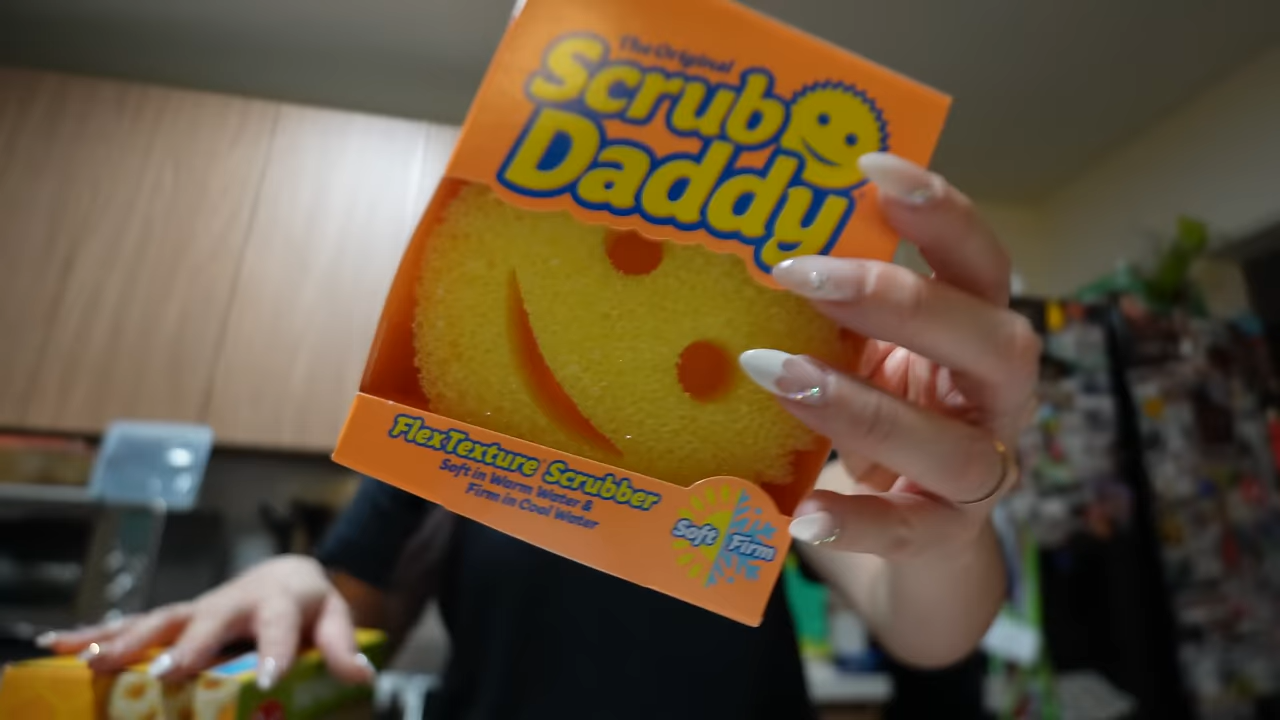 The Original
Scrub
Daddy
FlexTexture Scrubber
Soft in Warm Water &
Firm in Cool Water
Soft Firm